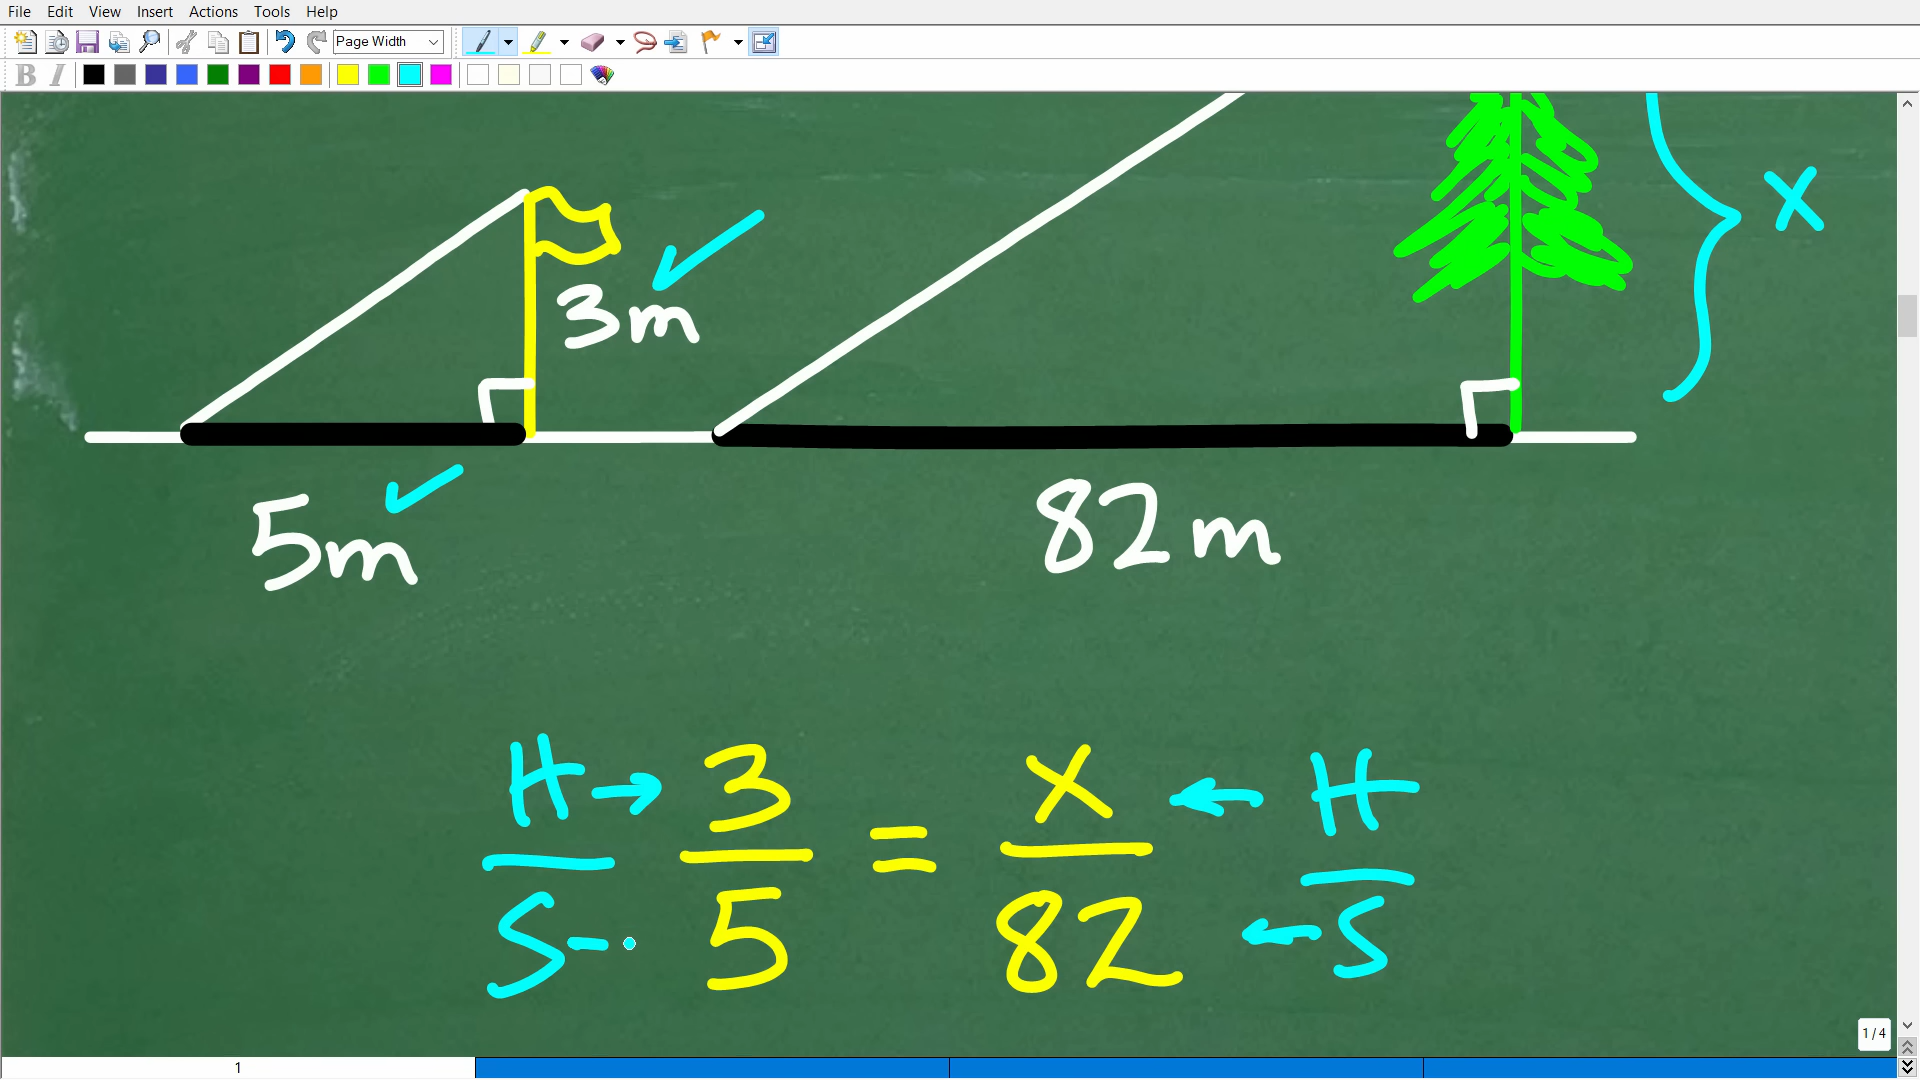 File Edit View Insert Actions Tools Help
Page Width
B I
X
3m
5m
82m
H → 3 = X ← H
S - 5 82 ← S
1 / 4
1